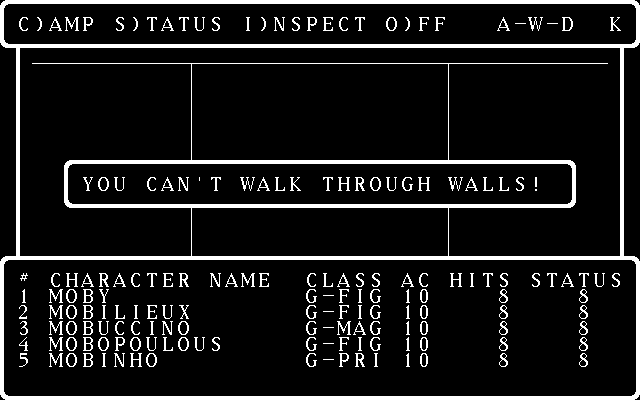 C)AMP S)TATUS I)NSPECT O)FF A-W-D K
YOU CAN'T WALK THROUGH WALLS!
# CHARACTER NAME CLASS AC HITS STATUS
1 MOBY G-FIG 10 8 8
2 MOBILIEUX G-FIG 10 8 8
3 MOBUCCINO G-MAG 10 8 8
4 MOBOPOULOUS G-FIG 10 8 8
5 MOBINHO G-PRI 10 8 8